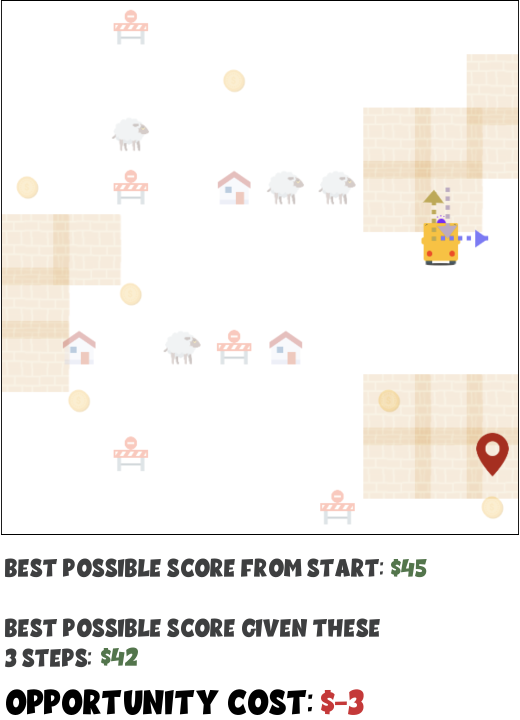 BEST POSSIBLE SCORE FROM START: $45
BEST POSSIBLE SCORE GIVEN THESE
3 STEPS: $42
OPPORTUNITY COST: $-3